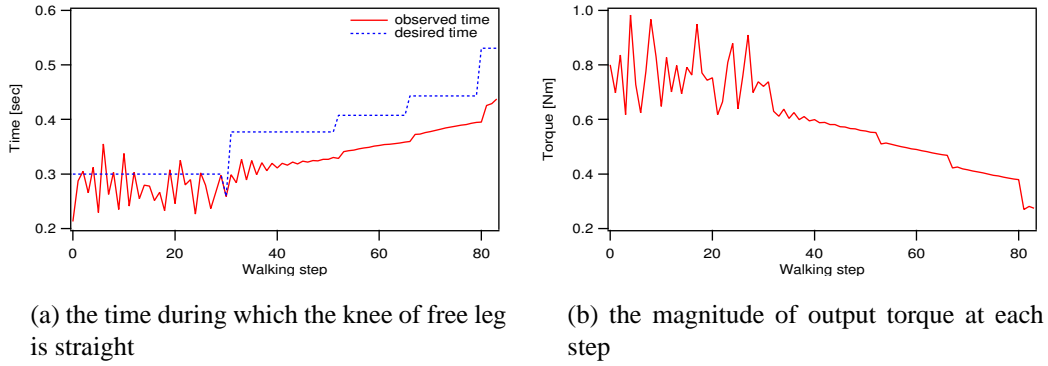 0.6
0.5
0.4
0.3
0.2
Time [sec]
observed time
desired time
0
20
40
60
80
Walking step
1.0
0.8
0.6
0.4
0.2
Torque [Nm]
0
20
40
60
80
Walking step
(a) the time during which the knee of free leg
is straight
(b) the magnitude of output torque at each
step